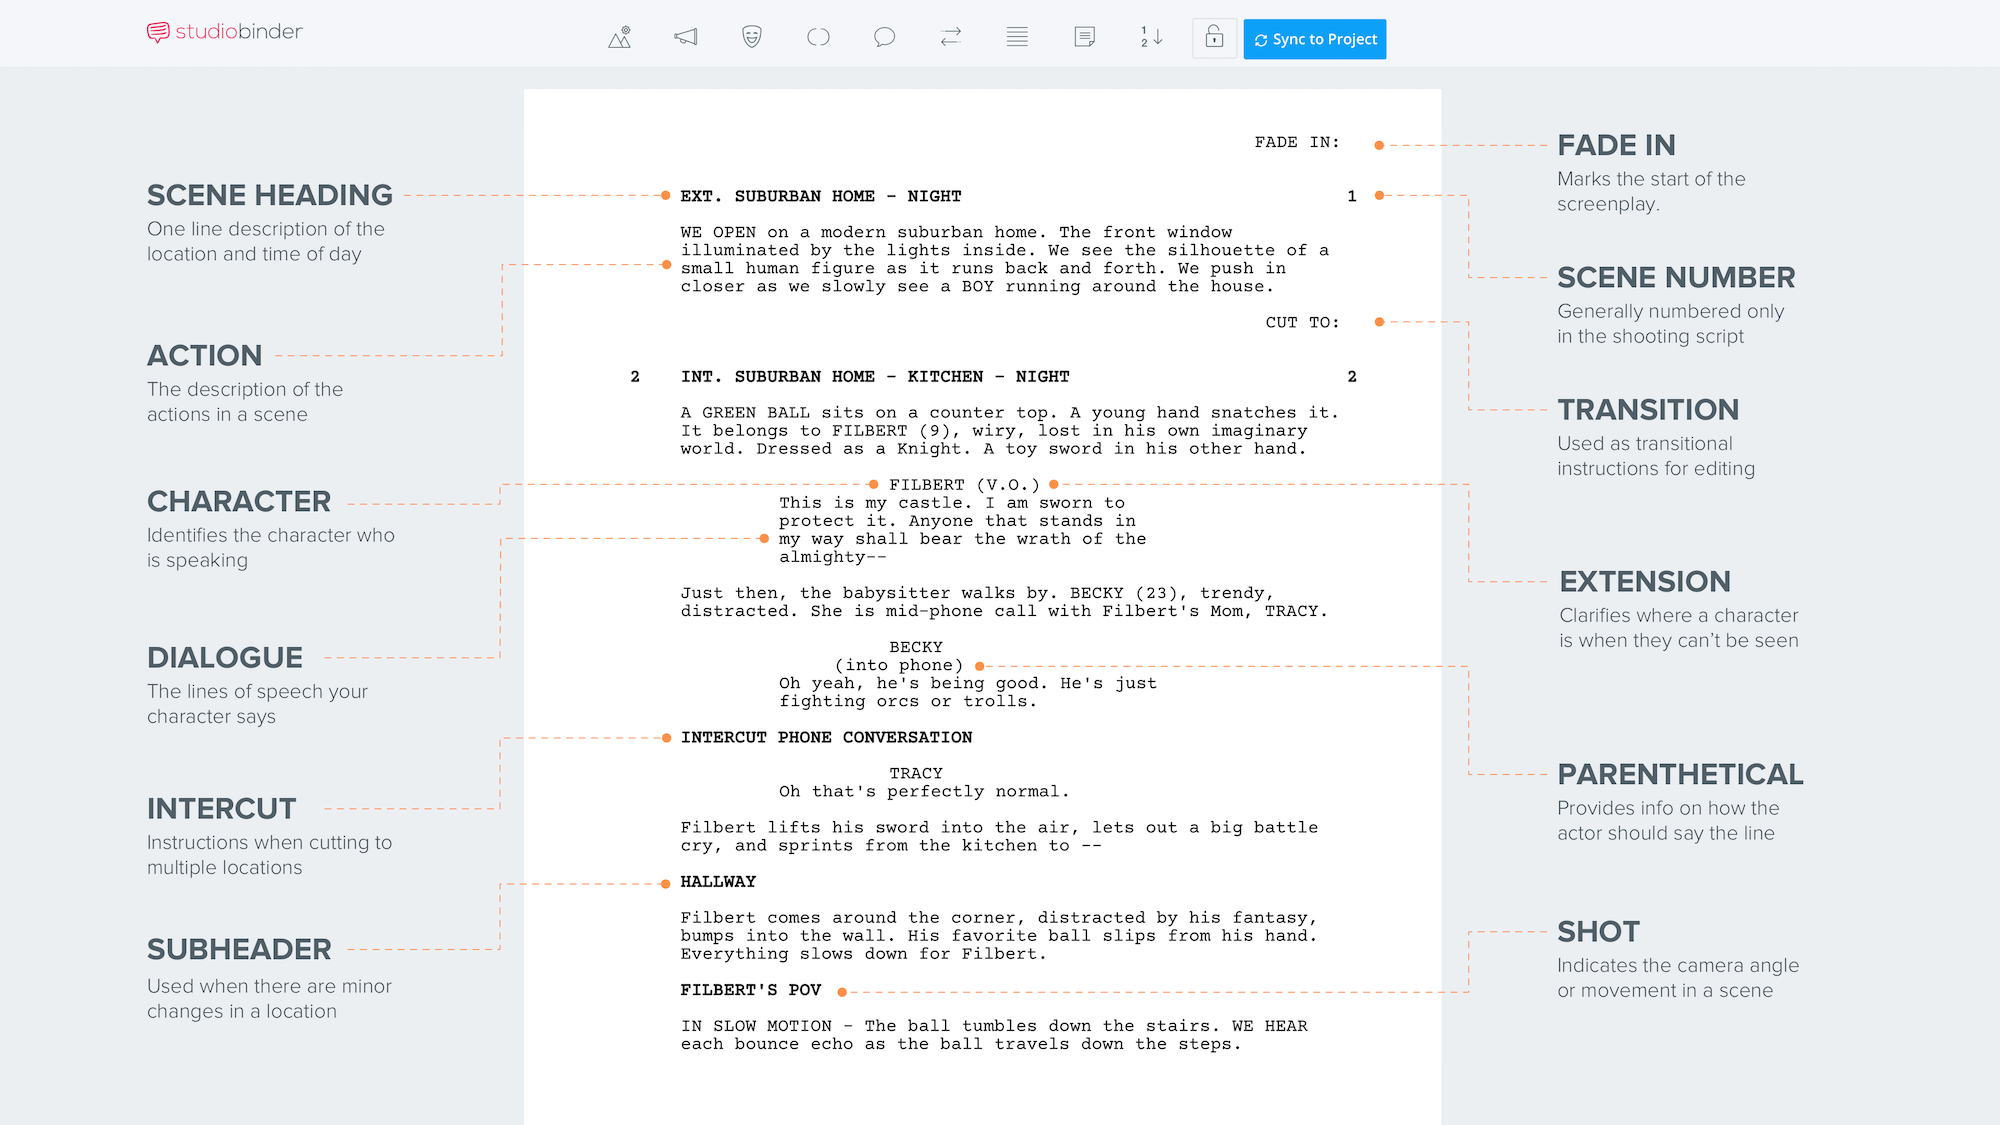 studiobinder
1
2
Sync to Project
SCENE HEADING
One line description of the
location and time of day
ACTION
The description of the
actions in a scene
CHARACTER
Identifies the character who
is speaking
DIALOGUE
The lines of speech your
character says
INTERCUT
Instructions when cutting to
multiple locations
SUBHEADER
Used when there are minor
changes in a location
FADE IN:
EXT. SUBURBAN HOME - NIGHT 1
WE OPEN on a modern suburban home. The front window
illuminated by the lights inside. We see the silhouette of a
small human figure as it runs back and forth. We push in
closer as we slowly see a BOY running around the house.
CUT TO:
2 INT. SUBURBAN HOME - KITCHEN - NIGHT 2
A GREEN BALL sits on a counter top. A young hand snatches it.
It belongs to FILBERT (9), wiry, lost in his own imaginary
world. Dressed as a Knight. A toy sword in his other hand.
FILBERT (V.O.)
This is my castle. I am sworn to
protect it. Anyone that stands in
my way shall bear the wrath of the
almighty--
Just then, the babysitter walks by. BECKY (23), trendy,
distracted. She is mid-phone call with Filbert's Mom, TRACY.
BECKY
(into phone)
Oh yeah, he's being good. He's just
fighting orcs or trolls.
INTERCUT PHONE CONVERSATION
TRACY
Oh that's perfectly normal.
Filbert lifts his sword into the air, lets out a big battle
cry, and sprints from the kitchen to --
HALLWAY
Filbert comes around the corner, distracted by his fantasy,
bumps into the wall. His favorite ball slips from his hand.
Everything slows down for Filbert.
FILBERT'S POV
IN SLOW MOTION - The ball tumbles down the stairs. WE HEAR
each bounce echo as the ball travels down the steps.
FADE IN
Marks the start of the
screenplay.
SCENE NUMBER
Generally numbered only
in the shooting script
TRANSITION
Used as transitional
instructions for editing
EXTENSION
Clarifies where a character
is when they can't be seen
PARENTHETICAL
Provides info on how the
actor should say the line
SHOT
Indicates the camera angle
or movement in a scene